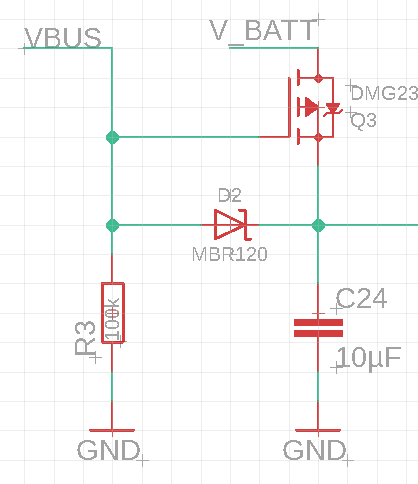 VBUS
V_BATT
DMG23
Q3
D2
MBR120
R3
100k
C24
10µF
GND
GND